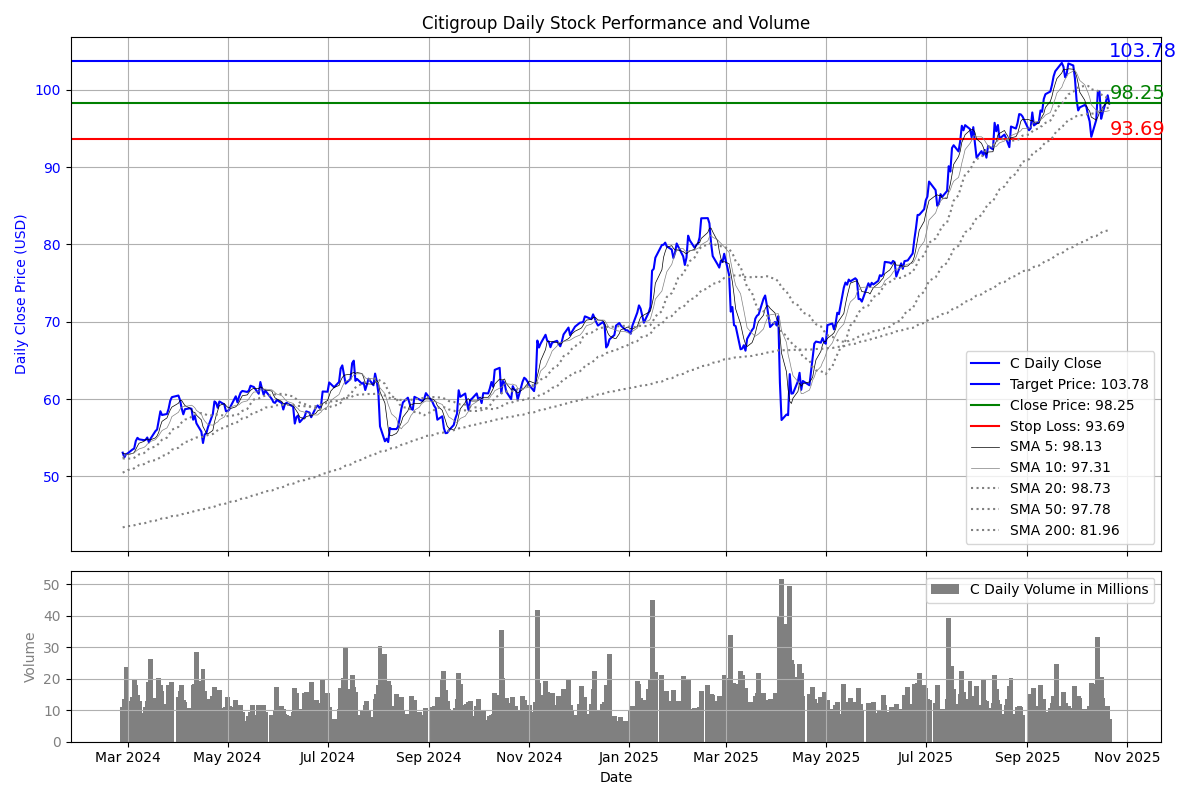 Citigroup Daily Stock Performance and Volume
Daily Close Price (USD)
100
90
80
70
60
50
103.78
98.25
93.69
C Daily Close
Target Price: 103.78
Close Price: 98.25
Stop Loss: 93.69
SMA 5: 98.13
SMA 10: 97.31
SMA 20: 98.73
SMA 50: 97.78
SMA 200: 81.96
Volume
50
40
30
20
10
0
C Daily Volume in Millions
Mar 2024 May 2024 Jul 2024 Sep 2024 Nov 2024 Jan 2025 Mar 2025 May 2025 Jul 2025 Sep 2025 Nov 2025
Date